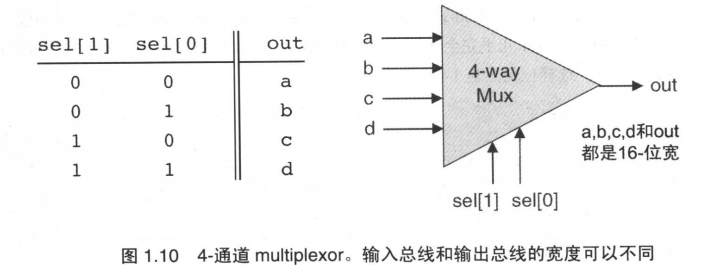 sel[1] sel[0] out
0 0 a
0 1 b
1 0 c
1 1 d
a
b
c
d
4-way
Mux
out
a,b,c,d和out
都是16-位宽
sel[1] sel[0]
图 1.10 4-通道 multiplexor。输入总线和输出总线的宽度可以不同